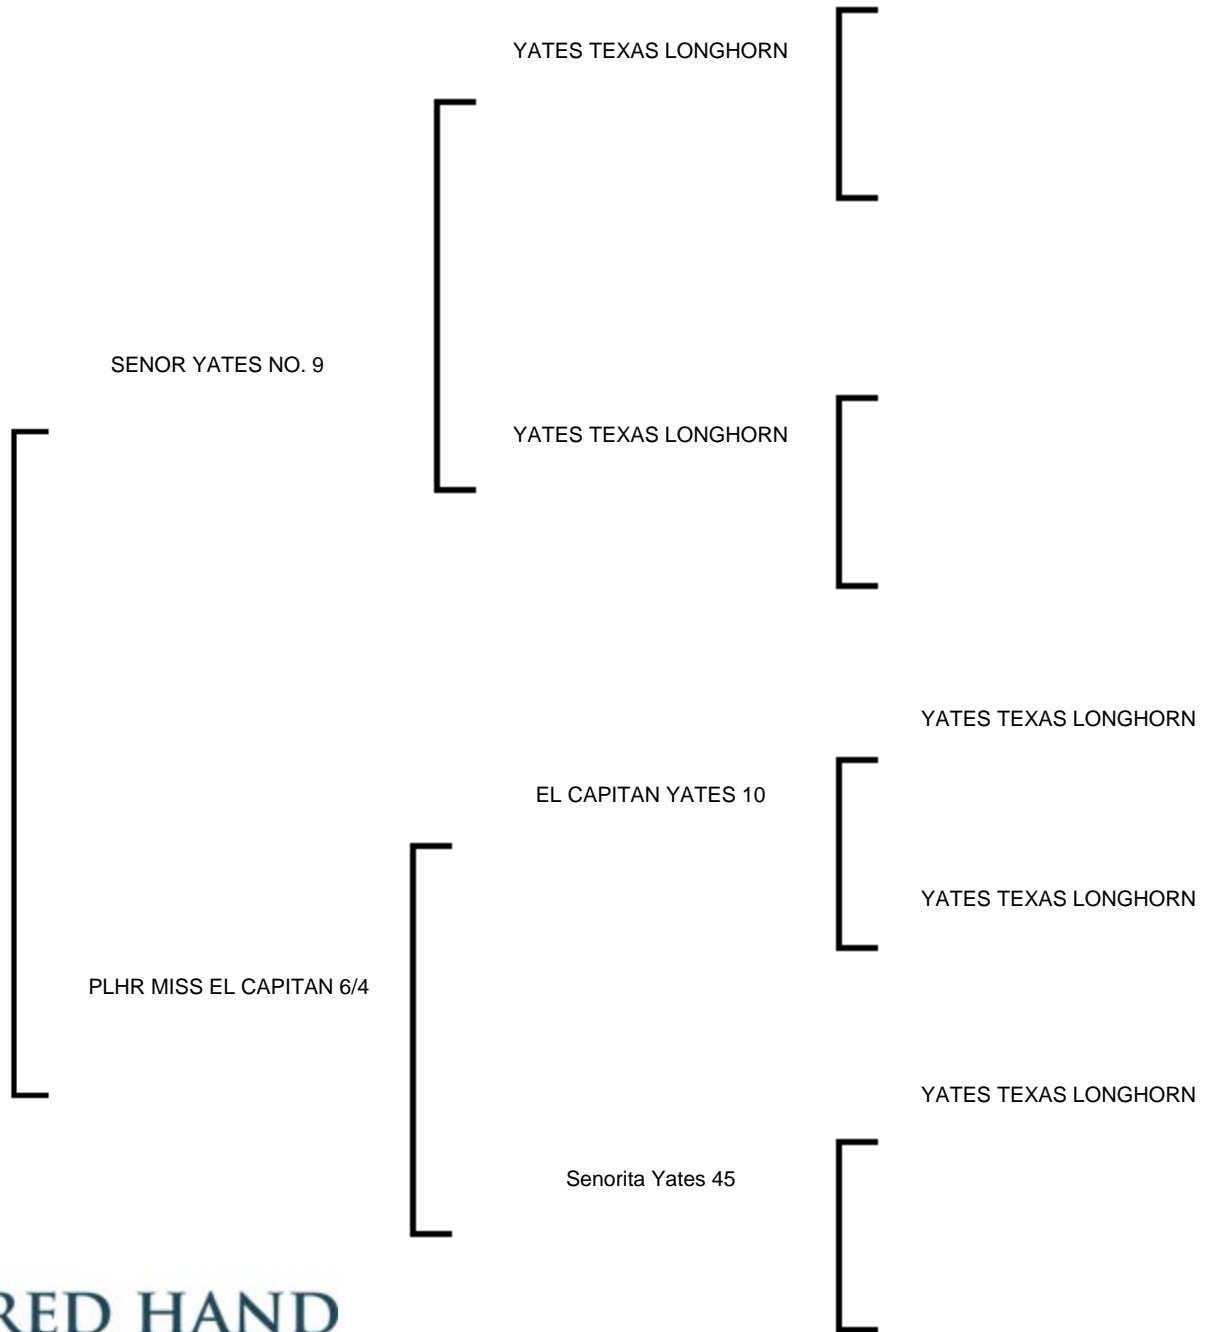 YATES TEXAS LONGHORN
SENOR YATES NO. 9
YATES TEXAS LONGHORN
YATES TEXAS LONGHORN
EL CAPITAN YATES 10
YATES TEXAS LONGHORN
PLHR MISS EL CAPITAN 6/4
YATES TEXAS LONGHORN
Senorita Yates 45
RED HAND